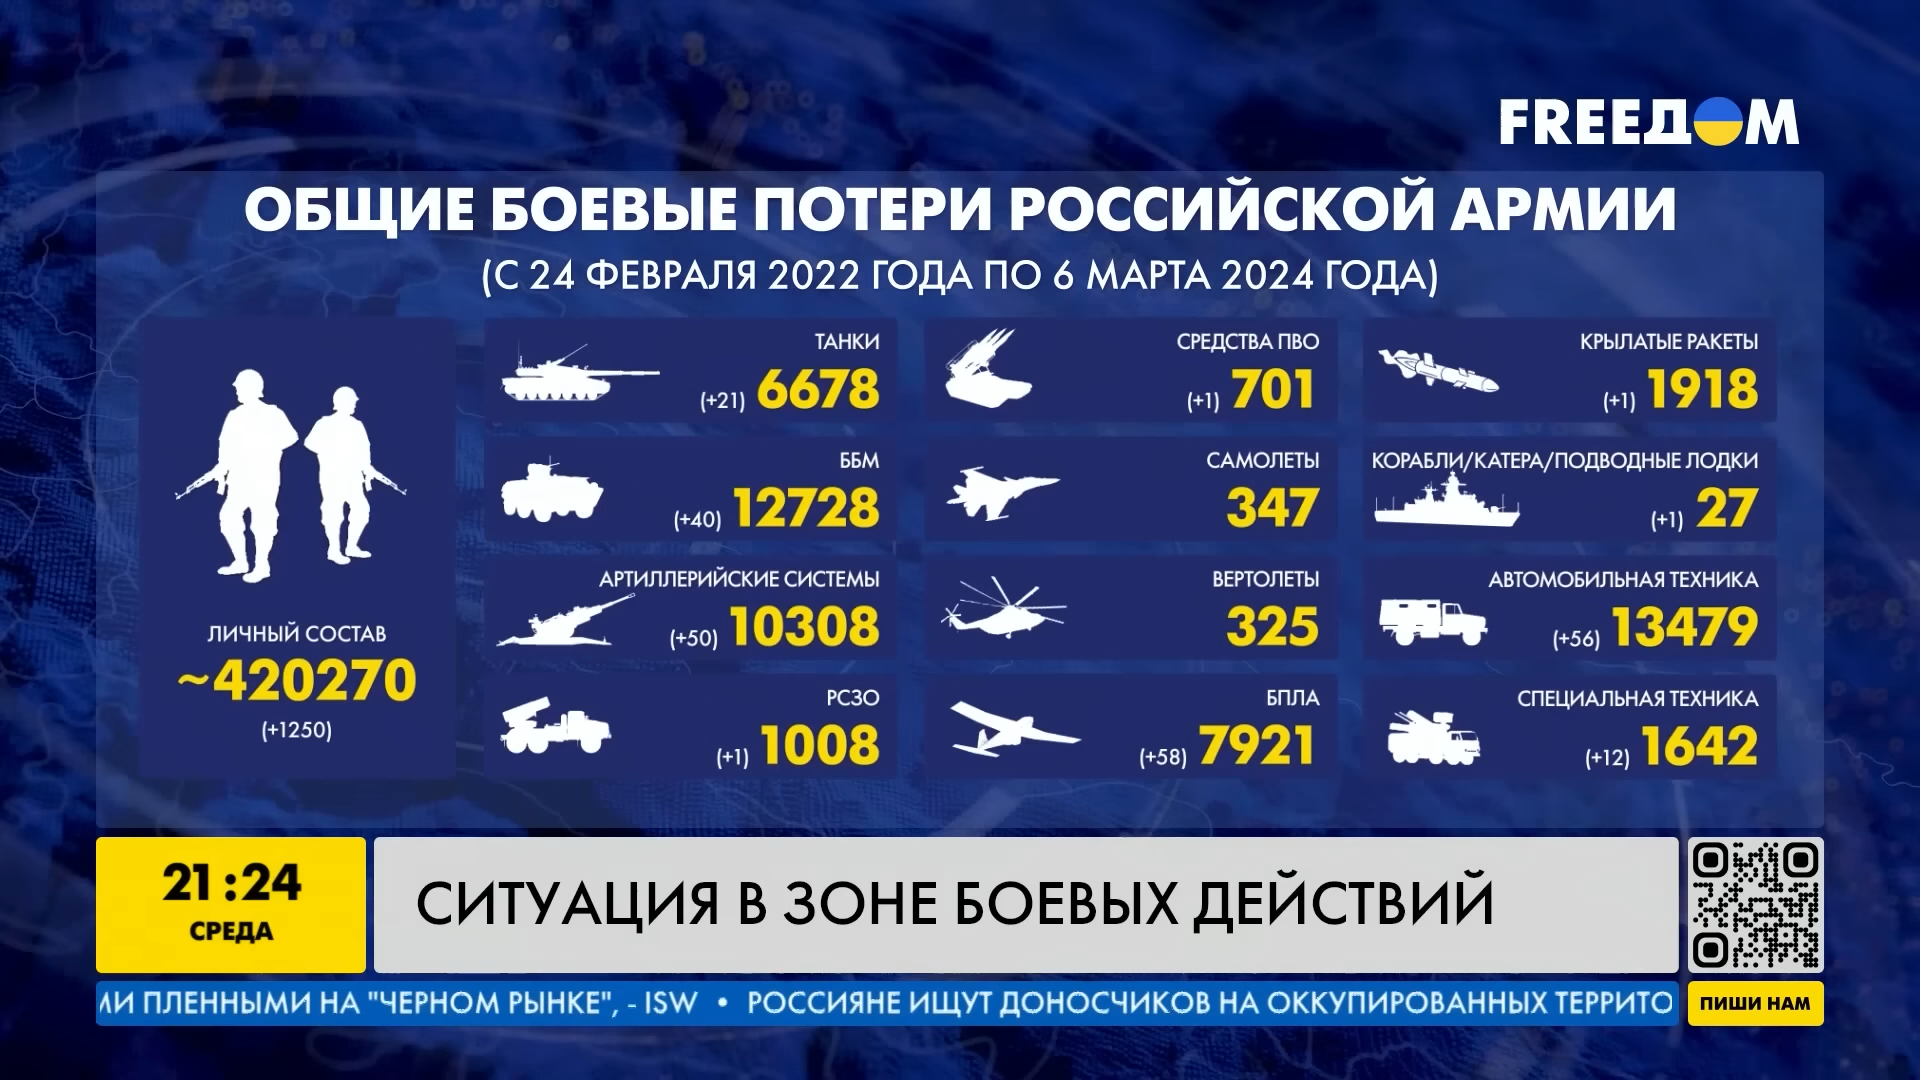 FREEДOM
ОБЩИЕ БОЕВЫЕ ПОТЕРИ РОССИЙСКОЙ АРМИИ
(С 24 ФЕВРАЛЯ 2022 ГОДА ПО 6 МАРТА 2024 ГОДА)
ЛИЧНЫЙ СОСТАВ
~420270
(+1250)
ТАНКИ
(+21) 6678
ББМ
(+40) 12728
АРТИЛЛЕРИЙСКИЕ СИСТЕМЫ
(+50) 10308
РСЗО
(+1) 1008
СРЕДСТВА ПВО
(+1) 701
САМОЛЕТЫ
347
ВЕРТОЛЕТЫ
325
БПЛА
(+58) 7921
КРЫЛАТЫЕ РАКЕТЫ
(+1) 1918
КОРАБЛИ/КАТЕРА/ПОДВОДНЫЕ ЛОДКИ
(+1) 27
АВТОМОБИЛЬНАЯ ТЕХНИКА
(+56) 13479
СПЕЦИАЛЬНАЯ ТЕХНИКА
(+12) 1642
21:24
СРЕДА
СИТУАЦИЯ В ЗОНЕ БОЕВЫХ ДЕЙСТВИЙ
МИ ПЛЕННЫМИ НА "ЧЕРНОМ РЫНКЕ", - ISW • РОССИЯНЕ ИЩУТ ДОНОСЧИКОВ НА ОККУПИРОВАННЫХ ТЕРРИТО
ПИШИ НАМ